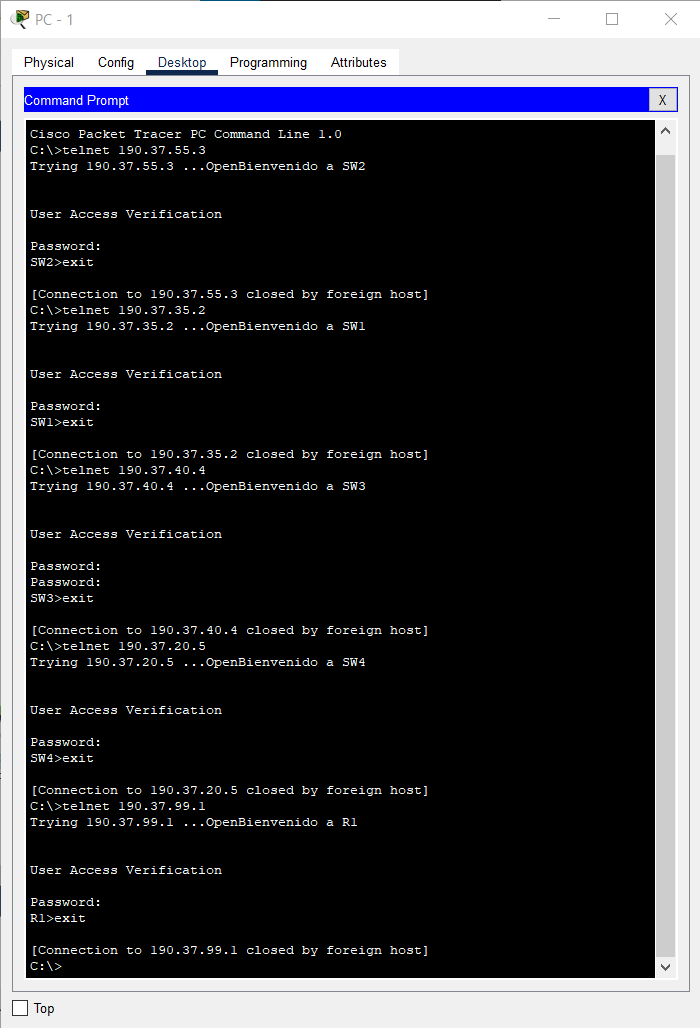 PC - 1
Physical Config Desktop Programming Attributes
Command Prompt X
Cisco Packet Tracer PC Command Line 1.0
C:\>telnet 190.37.55.3
Trying 190.37.55.3 ...OpenBienvenido a SW2
User Access Verification
Password:
SW2>exit
[Connection to 190.37.55.3 closed by foreign host]
C:\>telnet 190.37.35.2
Trying 190.37.35.2 ...OpenBienvenido a SW1
User Access Verification
Password:
SW1>exit
[Connection to 190.37.35.2 closed by foreign host]
C:\>telnet 190.37.40.4
Trying 190.37.40.4 ...OpenBienvenido a SW3
User Access Verification
Password:
Password:
SW3>exit
[Connection to 190.37.40.4 closed by foreign host]
C:\>telnet 190.37.20.5
Trying 190.37.20.5 ...OpenBienvenido a SW4
User Access Verification
Password:
SW4>exit
[Connection to 190.37.20.5 closed by foreign host]
C:\>telnet 190.37.99.1
Trying 190.37.99.1 ...OpenBienvenido a R1
User Access Verification
Password:
R1>exit
[Connection to 190.37.99.1 closed by foreign host]
C:\>
Top